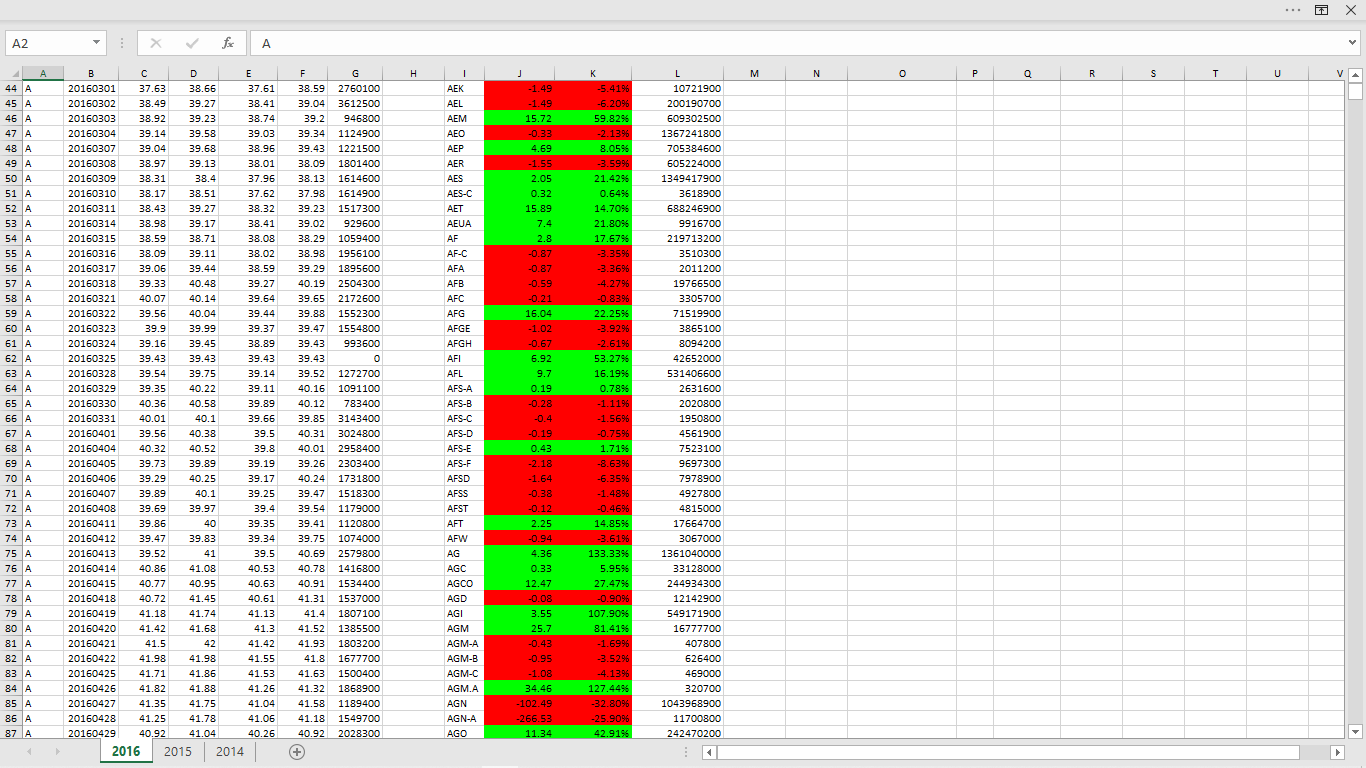 A2 fx A
A B C D E F G H I J K L M N O P Q R S T U V
44 A 20160301 37.63 38.66 37.61 38.59 2760100 AEK -1.49 -5.41% 10721900
45 A 20160302 38.49 39.27 38.41 39.04 3612500 AEL -1.49 -6.20% 200190700
46 A 20160303 38.92 39.23 38.74 39.2 946800 AEM 15.72 59.82% 609302500
47 A 20160304 39.14 39.58 39.03 39.34 1124900 AEO -0.33 -2.13% 1367241800
48 A 20160307 39.04 39.68 38.96 39.43 1221500 AEP 4.69 8.05% 705384600
49 A 20160308 38.97 39.13 38.01 38.09 1801400 AER -1.55 -3.59% 605224000
50 A 20160309 38.31 38.4 37.96 38.13 1614600 AES 2.05 21.42% 1349417900
51 A 20160310 38.17 38.51 37.62 37.98 1614900 AES-C 0.32 0.64% 3618900
52 A 20160311 38.43 39.27 38.32 39.23 1517300 AET 15.89 14.70% 688246900
53 A 20160314 38.98 39.17 38.41 39.02 929600 AEUA 7.4 21.80% 9916700
54 A 20160315 38.59 38.71 38.08 38.29 1059400 AF 2.8 17.67% 219713200
55 A 20160316 38.09 39.11 38.02 38.98 1956100 AF-C -0.87 -3.35% 3510300
56 A 20160317 39.06 39.44 38.59 39.29 1895600 AFA -0.87 -3.36% 2011200
57 A 20160318 39.33 40.48 39.27 40.19 2504300 AFB -0.59 -4.27% 19766500
58 A 20160321 40.07 40.14 39.64 39.65 2172600 AFC -0.21 -0.83% 3305700
59 A 20160322 39.56 40.04 39.44 39.88 1552300 AFG 16.04 22.25% 71519900
60 A 20160323 39.9 39.99 39.37 39.47 1554800 AFGE -1.02 -3.92% 3865100
61 A 20160324 39.16 39.45 38.89 39.43 993600 AFGH -0.67 -2.61% 8094200
62 A 20160325 39.43 39.43 39.43 39.43 0 AFI 6.92 53.27% 42652000
63 A 20160328 39.54 39.75 39.14 39.52 1272700 AFL 9.7 16.19% 531406600
64 A 20160329 39.35 40.22 39.11 40.16 1091100 AFS-A 0.19 0.78% 2631600
65 A 20160330 40.36 40.58 39.89 40.12 783400 AFS-B -0.28 -1.11% 2020800
66 A 20160331 40.01 40.1 39.66 39.85 3143400 AFS-C -0.4 -1.56% 1950800
67 A 20160401 39.56 40.38 39.5 40.31 3024800 AFS-D -0.19 -0.75% 4561900
68 A 20160404 40.32 40.52 39.8 40.01 2958400 AFS-E 0.43 1.71% 7523100
69 A 20160405 39.73 39.89 39.19 39.26 2303400 AFS-F -2.18 -8.63% 9697300
70 A 20160406 39.29 40.25 39.17 40.24 1731800 AFSD -1.64 -6.35% 7978900
71 A 20160407 39.89 40.1 39.25 39.47 1518300 AFSS -0.38 -1.48% 4927800
72 A 20160408 39.69 39.97 39.4 39.54 1179000 AFST -0.12 -0.46% 4815000
73 A 20160411 39.86 40 39.35 39.41 1120800 AFT 2.25 14.85% 17664700
74 A 20160412 39.47 39.83 39.34 39.75 1074000 AFW -0.94 -3.61% 3067000
75 A 20160413 39.52 41 39.5 40.69 2579800 AG 4.36 133.33% 1361040000
76 A 20160414 40.86 41.08 40.53 40.78 1416800 AGC 0.33 5.95% 33128000
77 A 20160415 40.77 40.95 40.63 40.91 1534400 AGCO 12.47 27.47% 244934300
78 A 20160418 40.72 41.45 40.61 41.31 1537000 AGD -0.08 -0.90% 12142900
79 A 20160419 41.18 41.74 41.13 41.4 1807100 AGI 3.55 107.90% 549171900
80 A 20160420 41.42 41.68 41.3 41.52 1385500 AGM 25.7 81.41% 16777700
81 A 20160421 41.5 42 41.42 41.93 1803200 AGM-A -0.43 -1.69% 407800
82 A 20160422 41.98 41.98 41.55 41.8 1677700 AGM-B -0.95 -3.52% 626400
83 A 20160425 41.71 41.86 41.53 41.63 1500400 AGM-C -1.08 -4.13% 469000
84 A 20160426 41.82 41.88 41.26 41.32 1868900 AGM.A 34.46 127.44% 320700
85 A 20160427 41.35 41.75 41.04 41.58 1189400 AGN -102.49 -32.80% 1043968900
86 A 20160428 41.25 41.78 41.06 41.18 1549700 AGN-A -266.53 -25.90% 11700800
87 A 20160429 40.92 41.04 40.26 40.92 2028300 AGO 11.34 42.91% 242470200
2016 2015 2014